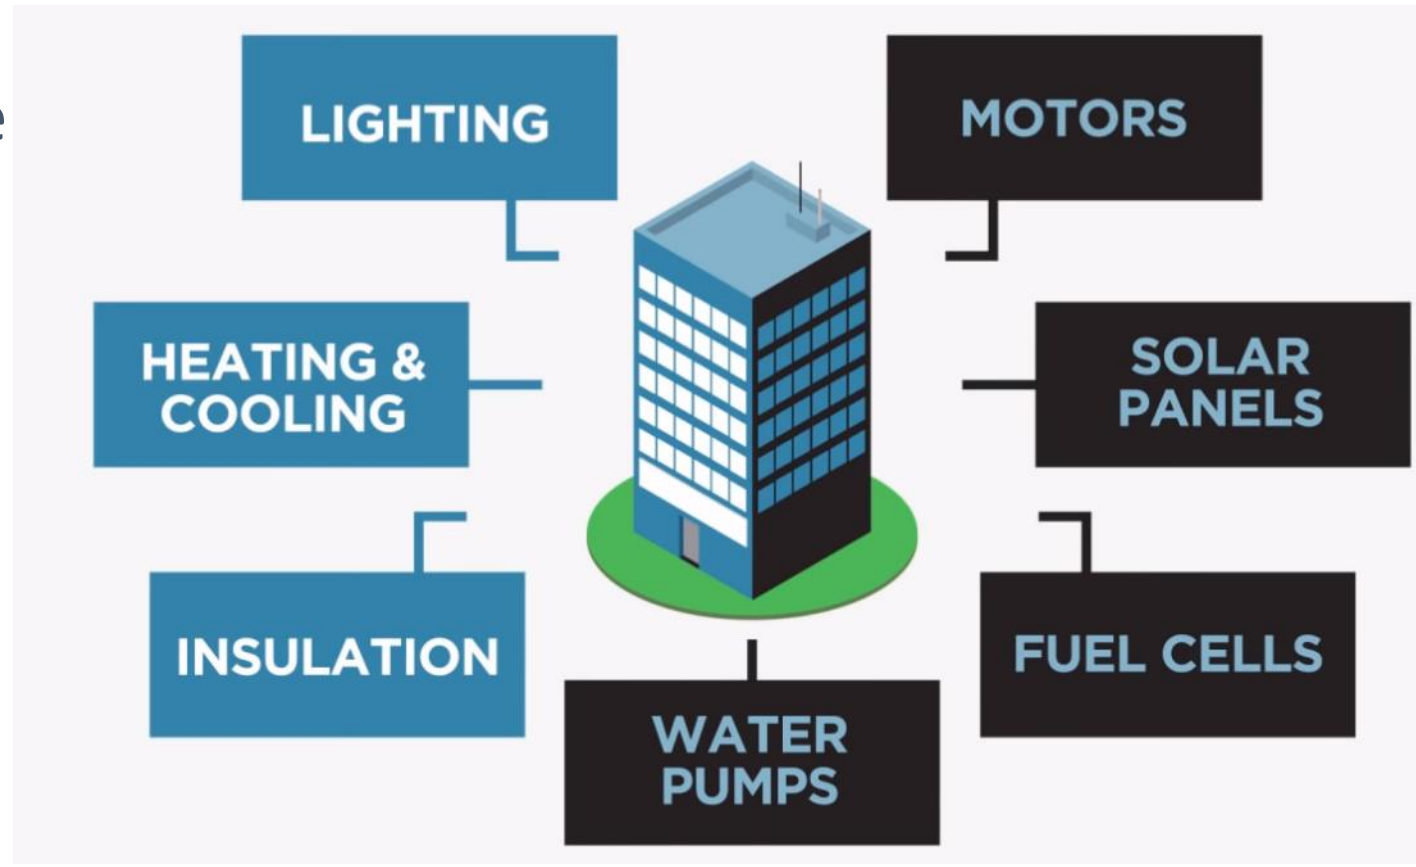 LIGHTING
MOTORS
HEATING &
COOLING
SOLAR
PANELS
INSULATION
FUEL CELLS
WATER
PUMPS